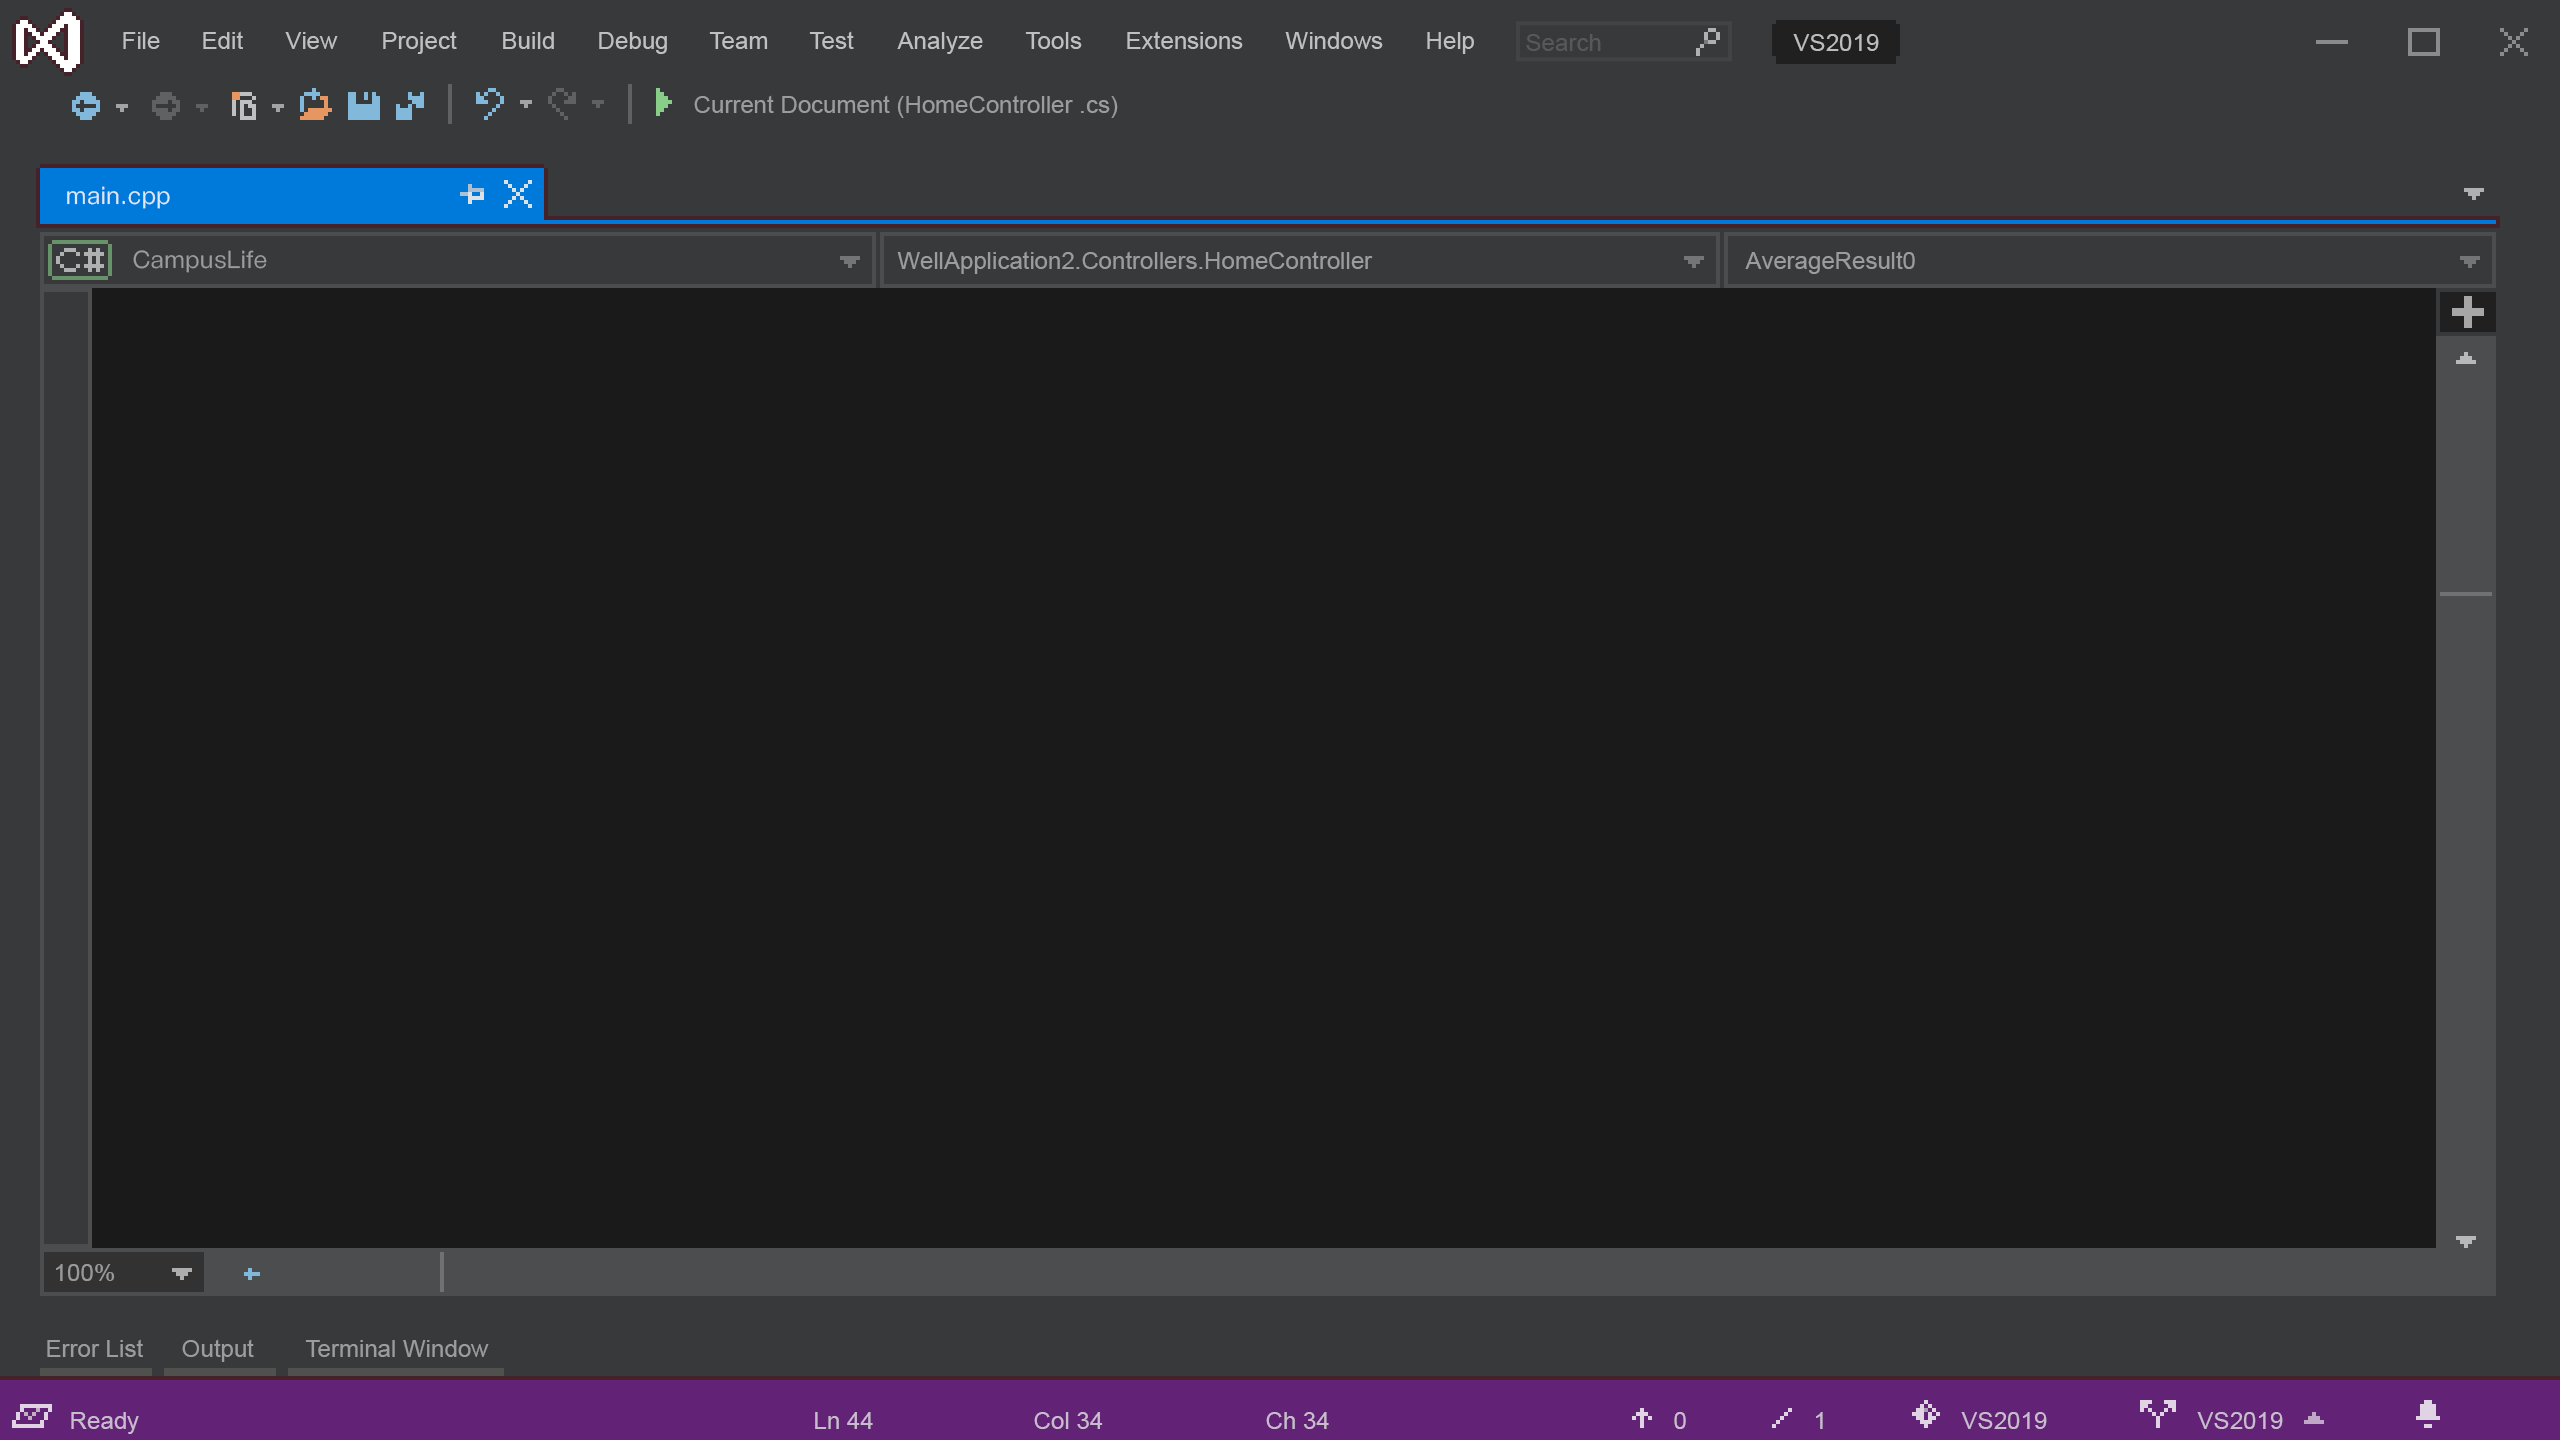 File Edit View Project Build Debug Team Test Analyze Tools Extensions Windows Help Search VS2019
Current Document (HomeController .cs)
main.cpp
C# CampusLife WellApplication2.Controllers.HomeController AverageResult0
100%
Error List Output Terminal Window
Ready Ln 44 Col 34 Ch 34 0 1 VS2019 VS2019